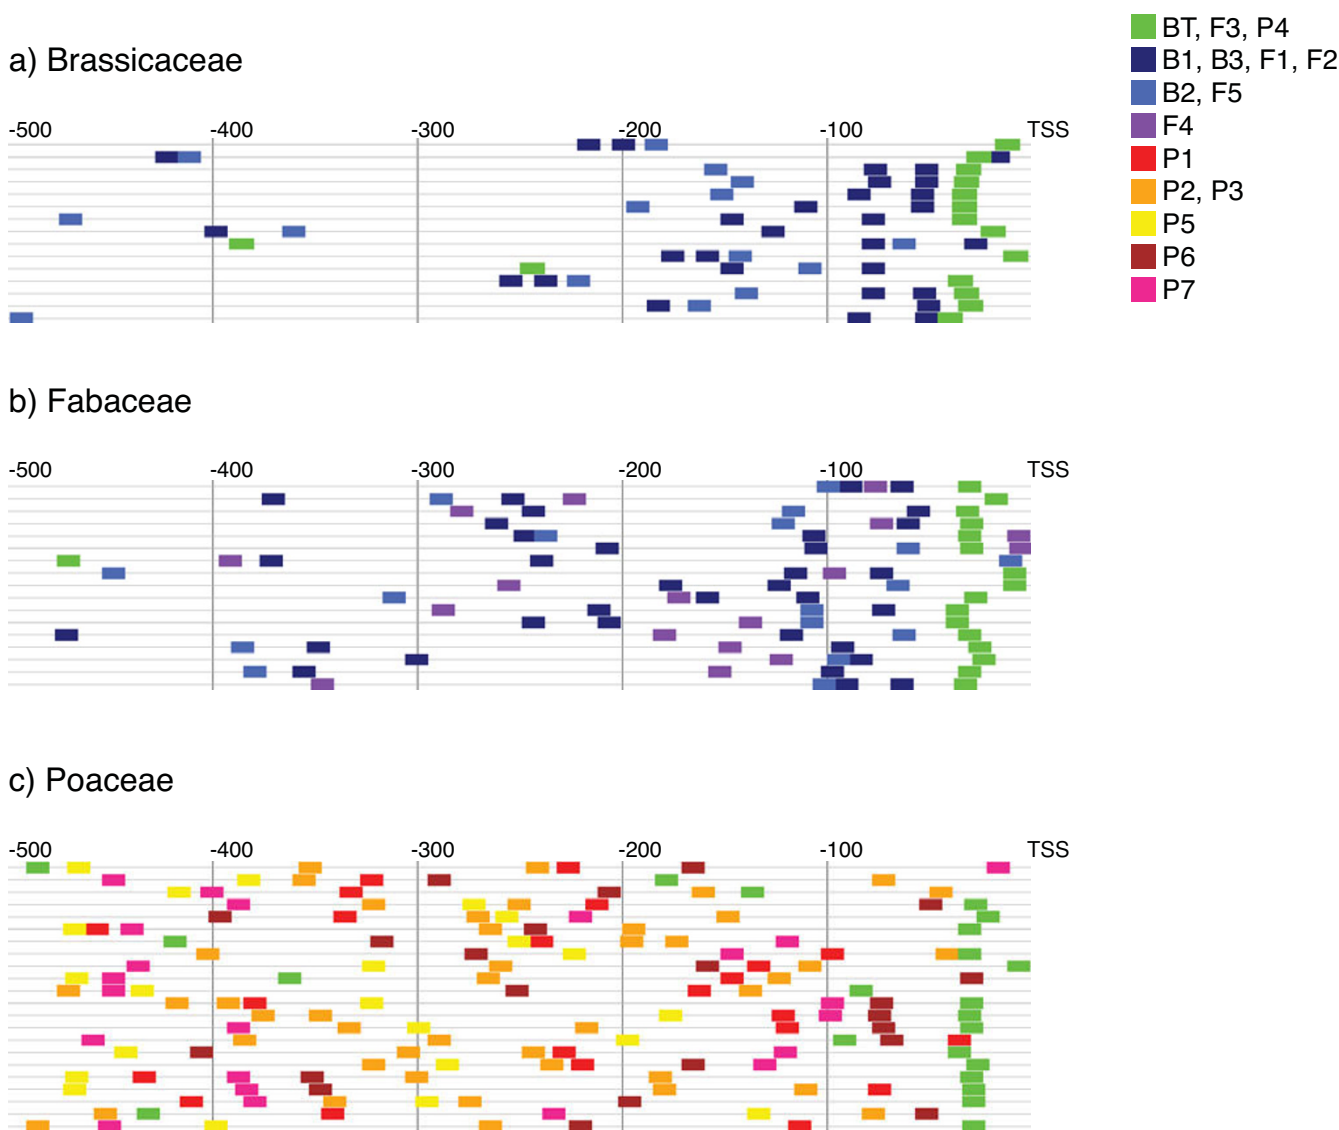 BT, F3, P4
B1, B3, F1, F2
B2, F5
F4
P1
P2, P3
P5
P6
P7
a) Brassicaceae
-500 -400 -300 -200 -100 TSS
b) Fabaceae
-500 -400 -300 -200 -100 TSS
c) Poaceae
-500 -400 -300 -200 -100 TSS